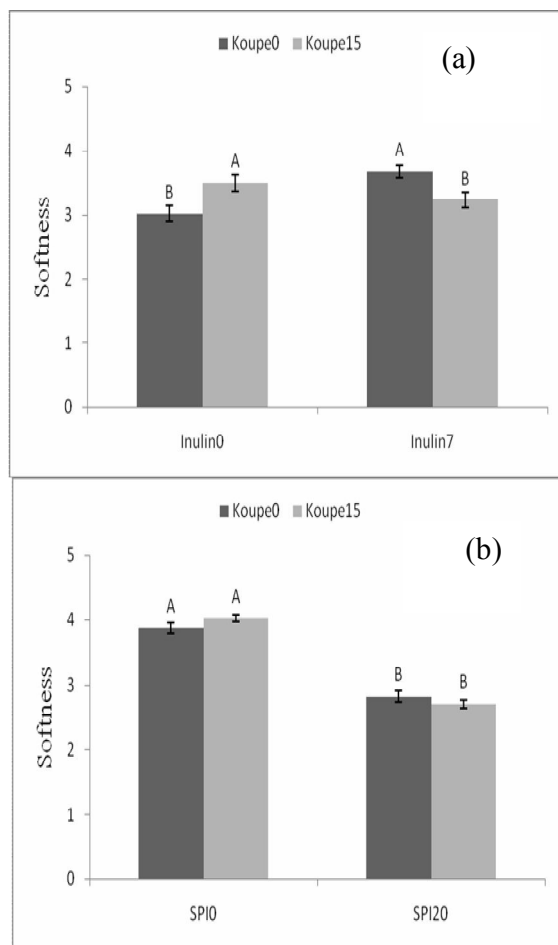 Koupe0 Koupe15
(a)
5
4
3
2
1
0
Softness
B A A B
Inulin0 Inulin7
Koupe0 Koupe15
(b)
5
4
3
2
1
0
Softness
A A B B
SPI0 SPI20